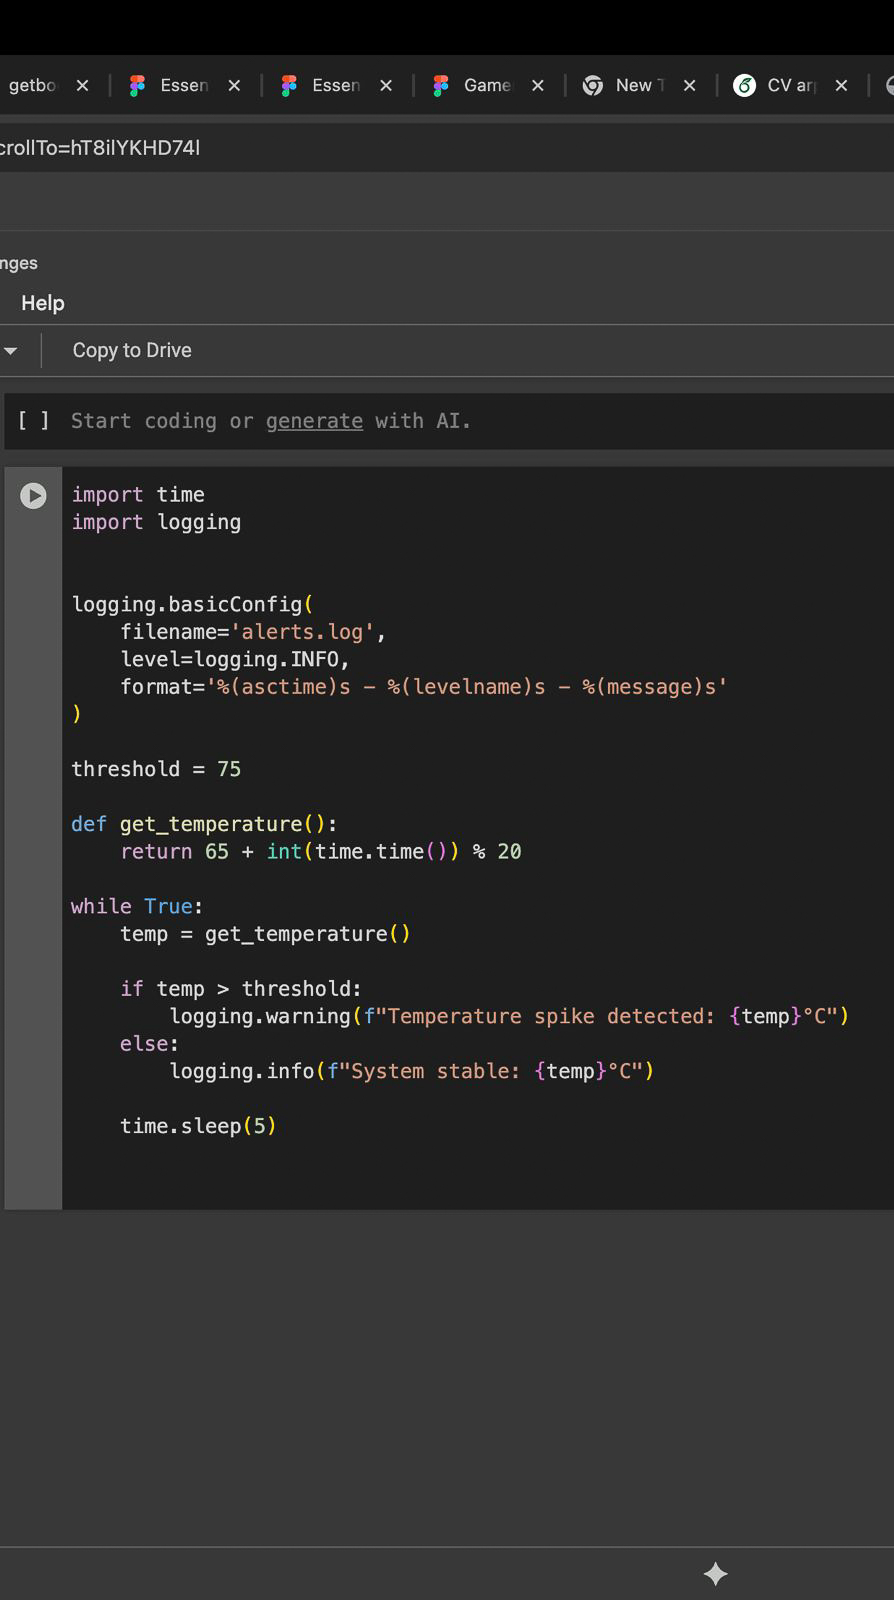 getbo
Essen
Essen
Game
New T
CV ar
crollTo=hT8ilYKHD74l
nges
Help
Copy to Drive
[ ] Start coding or generate with AI.
import time
import logging
logging.basicConfig(
    filename='alerts.log',
    level=logging.INFO,
    format='%(asctime)s – %(levelname)s – %(message)s'
)
threshold = 75
def get_temperature():
    return 65 + int(time.time()) % 20
while True:
    temp = get_temperature()
    if temp > threshold:
        logging.warning(f"Temperature spike detected: {temp}°C")
    else:
        logging.info(f"System stable: {temp}°C")
    time.sleep(5)